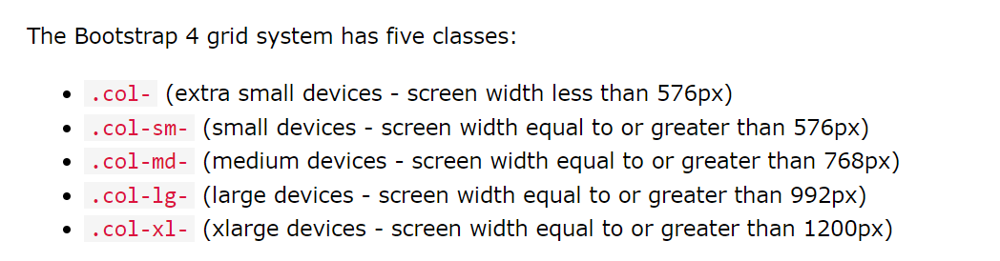 The Bootstrap 4 grid system has five classes:
• .col- (extra small devices - screen width less than 576px)
• .col-sm- (small devices - screen width equal to or greater than 576px)
• .col-md- (medium devices - screen width equal to or greater than 768px)
• .col-lg- (large devices - screen width equal to or greater than 992px)
• .col-xl- (xlarge devices - screen width equal to or greater than 1200px)